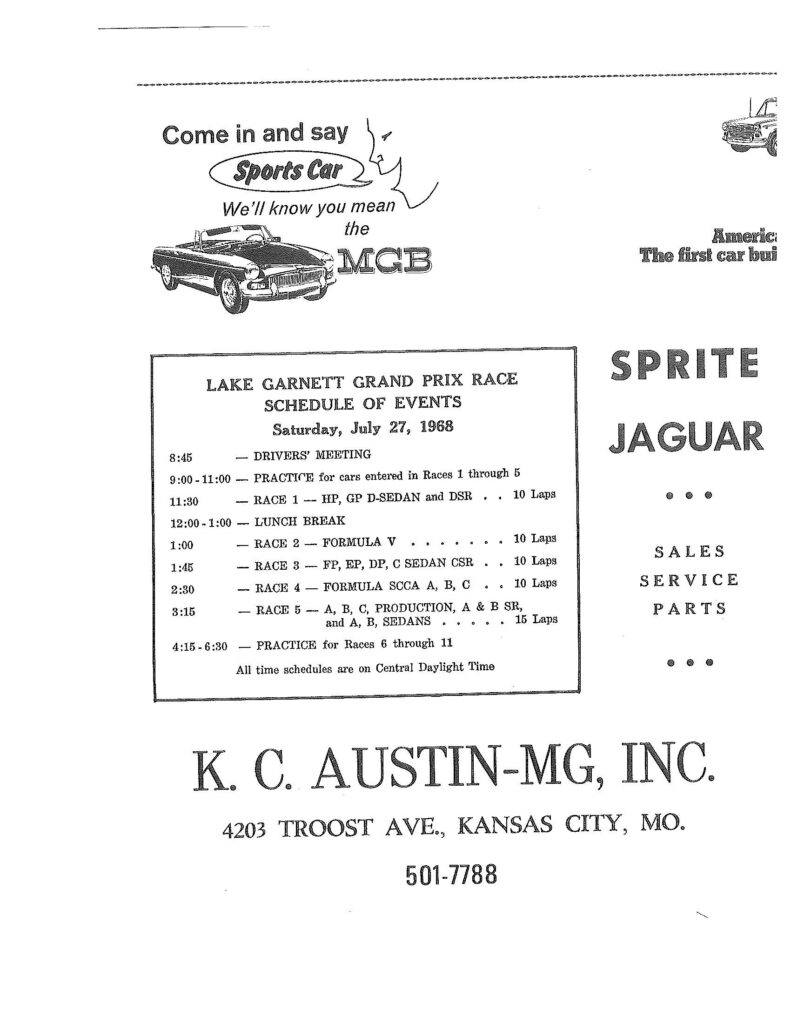 Come in and say
Sports Car
We'll know you mean
the
MGB
America
The first car buil
LAKE GARNETT GRAND PRIX RACE
SCHEDULE OF EVENTS
Saturday, July 27, 1968
8:45 — DRIVERS' MEETING
9:00-11:00 — PRACTICE for cars entered in Races 1 through 5
11:30 — RACE 1 — HP, GP D-SEDAN and DSR . . 10 Laps
12:00-1:00 — LUNCH BREAK
1:00 — RACE 2 — FORMULA V . . . . . . . 10 Laps
1:45 — RACE 3 — FP, EP, DP, C SEDAN CSR . . 10 Laps
2:30 — RACE 4 — FORMULA SCCA A, B, C . . 10 Laps
3:15 — RACE 5 — A, B, C, PRODUCTION, A & B SR,
and A, B, SEDANS . . . . . 15 Laps
4:15-6:30 — PRACTICE for Races 6 through 11
All time schedules are on Central Daylight Time
SPRITE
JAGUAR
SALES
SERVICE
PARTS
K. C. AUSTIN-MG, INC.
4203 TROOST AVE., KANSAS CITY, MO.
501-7788